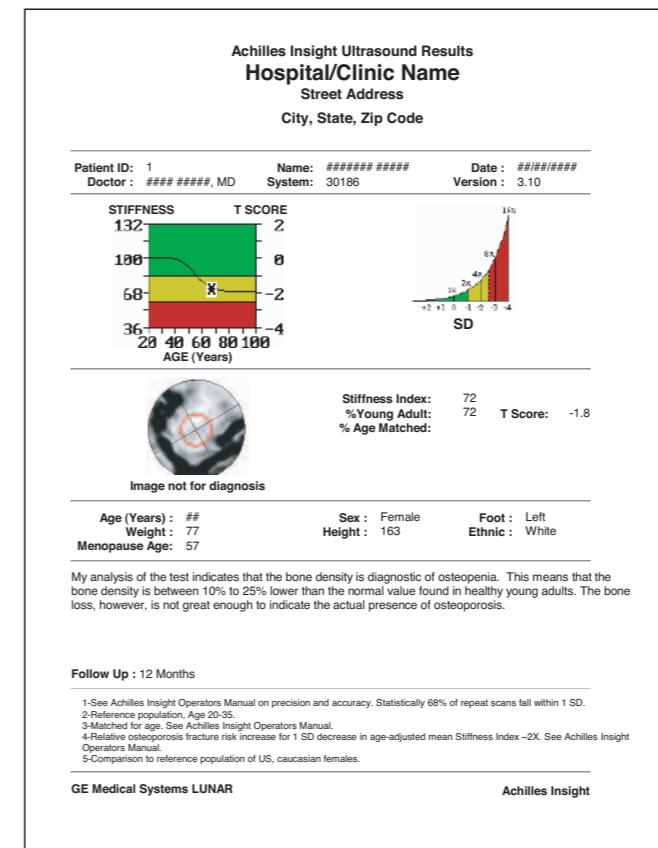 Achilles Insight Ultrasound Results
Hospital/Clinic Name
Street Address
City, State, Zip Code
Patient ID: 1 Name: ####### ##### Date : ##/##/####
Doctor : #### #####, MD System: 30186 Version : 3.10
STIFFNESS T SCORE
132 2
100 0
68 -2
36 -4
20 40 60 80 100
AGE (Years)
16x
8x
4x
2x
1x
+2 +1 0 -1 -2 -3 -4
SD
Stiffness Index: 72
%Young Adult: 72 T Score: -1.8
% Age Matched:
Image not for diagnosis
Age (Years) : ## Sex : Female Foot : Left
Weight : 77 Height : 163 Ethnic : White
Menopause Age: 57
My analysis of the test indicates that the bone density is diagnostic of osteopenia. This means that the
bone density is between 10% to 25% lower than the normal value found in healthy young adults. The bone
loss, however, is not great enough to indicate the actual presence of osteoporosis.
Follow Up : 12 Months
1-See Achilles Insight Operators Manual on precision and accuracy. Statistically 68% of repeat scans fall within 1 SD.
2-Reference population, Age 20-35.
3-Matched for age. See Achilles Insight Operators Manual.
4-Relative osteoporosis fracture risk increase for 1 SD decrease in age-adjusted mean Stiffness Index ~2X. See Achilles Insight
Operators Manual.
5-Comparison to reference population of US, caucasian females.
GE Medical Systems LUNAR Achilles Insight